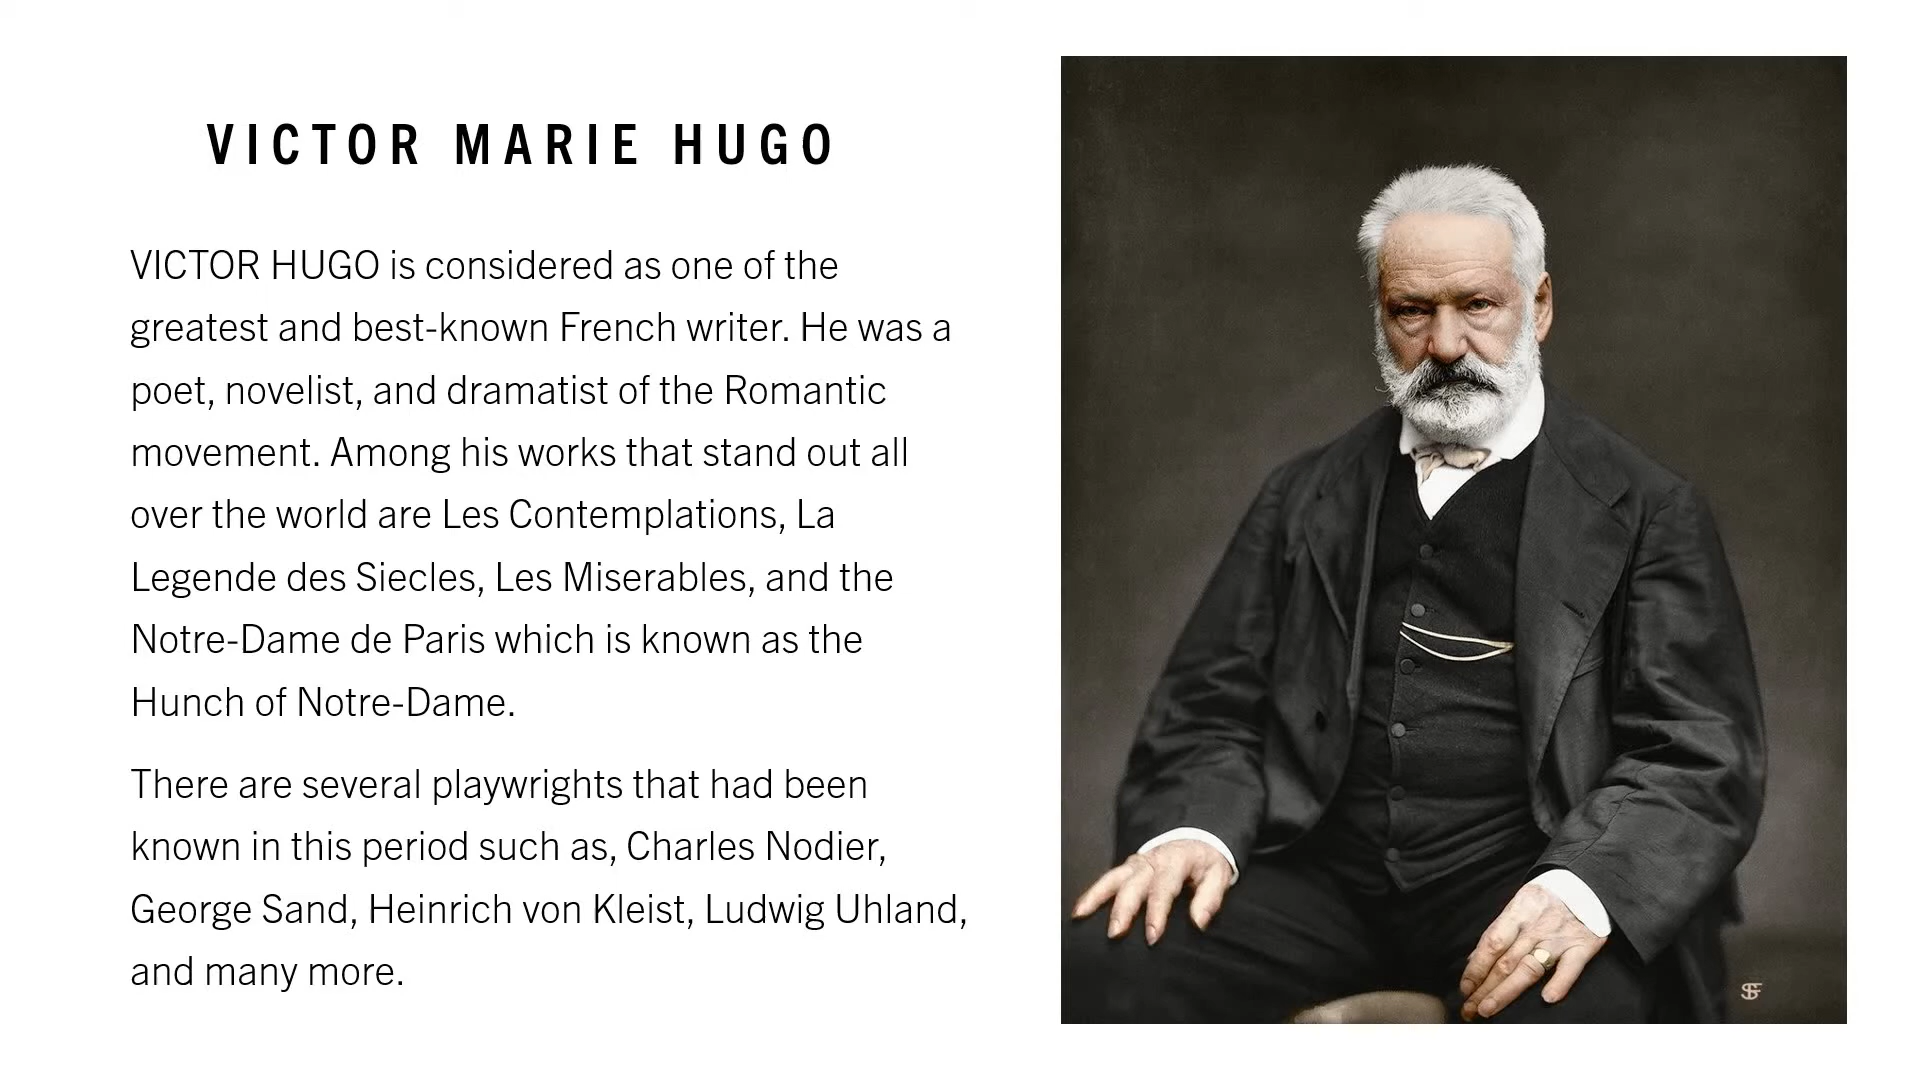 VICTOR MARIE HUGO
VICTOR HUGO is considered as one of the
greatest and best-known French writer. He was a
poet, novelist, and dramatist of the Romantic
movement. Among his works that stand out all
over the world are Les Contemplations, La
Legende des Siecles, Les Miserables, and the
Notre-Dame de Paris which is known as the
Hunch of Notre-Dame.
There are several playwrights that had been
known in this period such as, Charles Nodier,
George Sand, Heinrich von Kleist, Ludwig Uhland,
and many more.